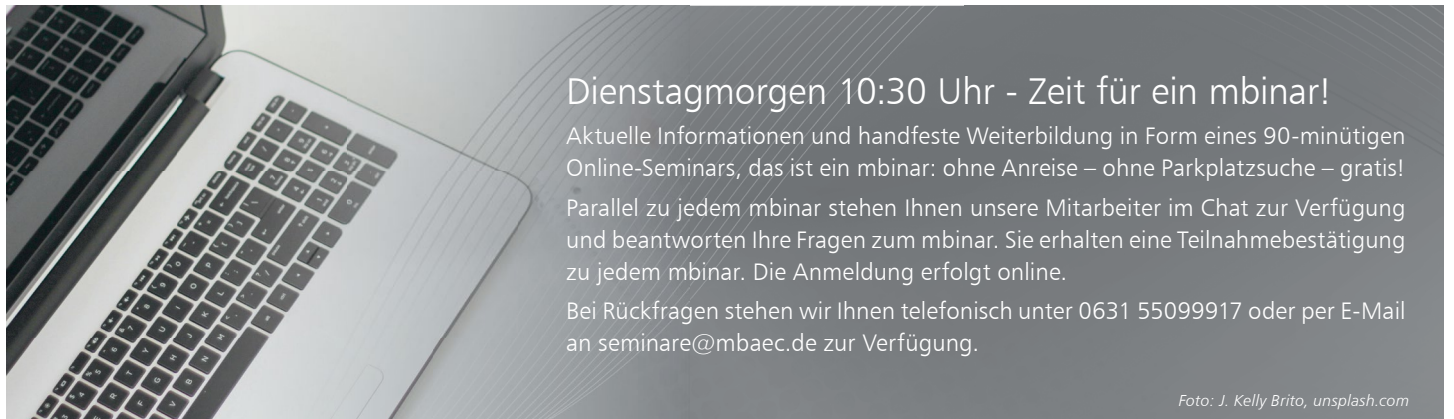 Dienstagmorgen 10:30 Uhr - Zeit für ein mbinar!
Aktuelle Informationen und handfeste Weiterbildung in Form eines 90-minütigen
Online-Seminars, das ist ein mbinar: ohne Anreise – ohne Parkplatzsuche – gratis!
Parallel zu jedem mbinar stehen Ihnen unsere Mitarbeiter im Chat zur Verfügung
und beantworten Ihre Fragen zum mbinar. Sie erhalten eine Teilnahmebestätigung
zu jedem mbinar. Die Anmeldung erfolgt online.
Bei Rückfragen stehen wir Ihnen telefonisch unter 0631 55099917 oder per E-Mail
an seminare@mbaec.de zur Verfügung.
Foto: J. Kelly Brito, unsplash.com